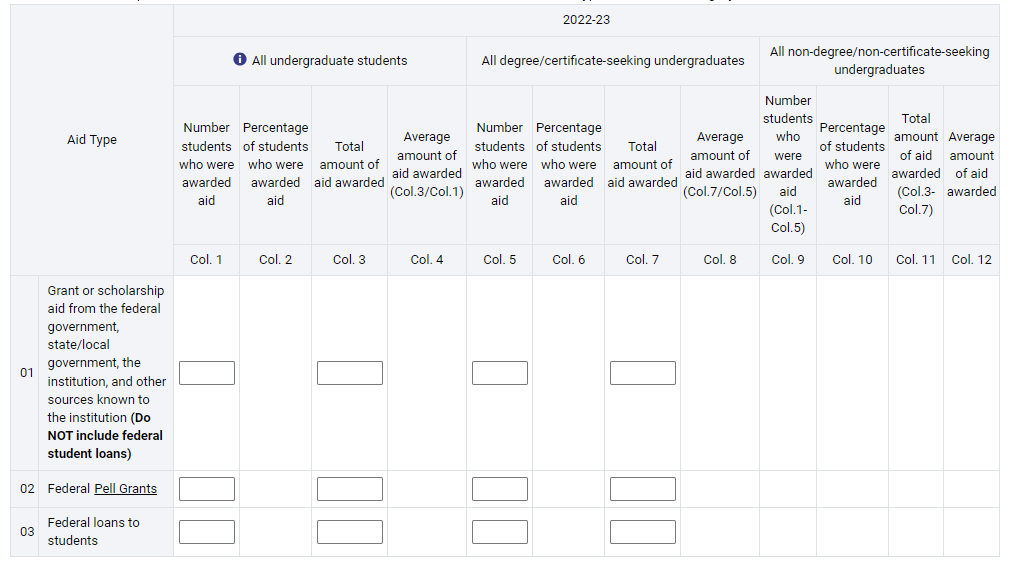 2022-23
All undergraduate students
All degree/certificate-seeking undergraduates
All non-degree/non-certificate-seeking
undergraduates
Aid Type
Number
students
who were
awarded
aid
Percentage
of students
who were
awarded
aid
Total
amount of
aid awarded
Average
amount of
aid awarded
(Col.3/Col.1)
Number
students
who were
awarded
aid
Percentage
of students
who were
awarded
aid
Total
amount of
aid awarded
Average
amount of
aid awarded
(Col.7/Col.5)
Number
students
who
were
awarded
aid
(Col.1-
Col.5)
Percentage
of students
who were
awarded
aid
Total
amount
of aid
awarded
(Col.3-
Col.7)
Average
amount
of aid
awarded
Col. 1
Col. 2
Col. 3
Col. 4
Col. 5
Col. 6
Col. 7
Col. 8
Col. 9
Col. 10
Col. 11
Col. 12
01
Grant or scholarship
aid from the federal
government,
state/local
government, the
institution, and other
sources known to
the institution (Do
NOT include federal
student loans)
02
Federal Pell Grants
03
Federal loans to
students